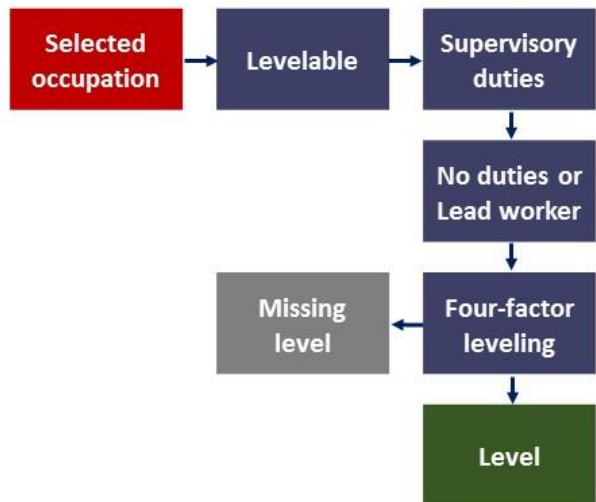 Selected
occupation
Levelable
Supervisory
duties
No duties or
Lead worker
Missing
level
Four-factor
leveling
Level